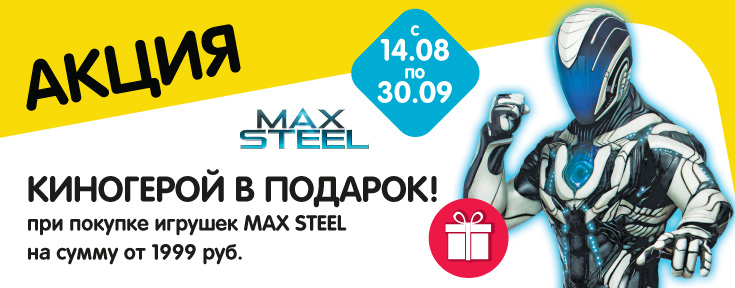 АКЦИЯ
с
14.08
по
30.09
MAX
STEEL
КИНОГЕРОЙ В ПОДАРОК!
при покупке игрушек MAX STEEL
на сумму от 1999 руб.